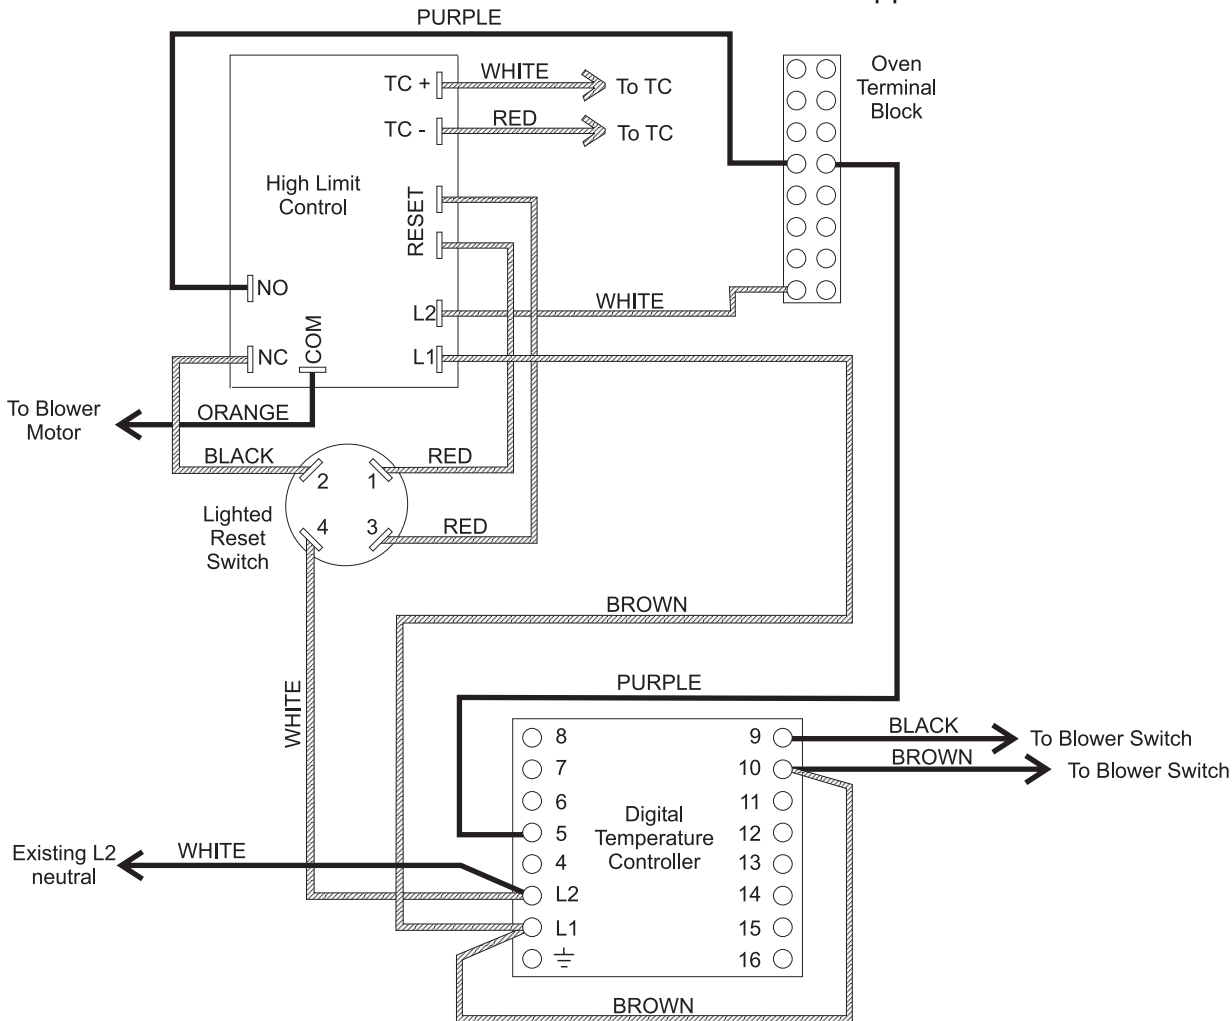 PURPLE
TC +
WHITE
To TC
TC -
RED
To TC
Oven
Terminal
Block
High Limit
Control
RESET
NO
L2
WHITE
NC
COM
L1
To Blower
Motor
ORANGE
BLACK
2
1
RED
Lighted
Reset
Switch
4
3
RED
BROWN
WHITE
PURPLE
8
9
BLACK
To Blower Switch
7
10
BROWN
To Blower Switch
6
11
Digital
Temperature
Controller
5
12
4
13
Existing L2
neutral
WHITE
L2
14
L1
15
16
BROWN